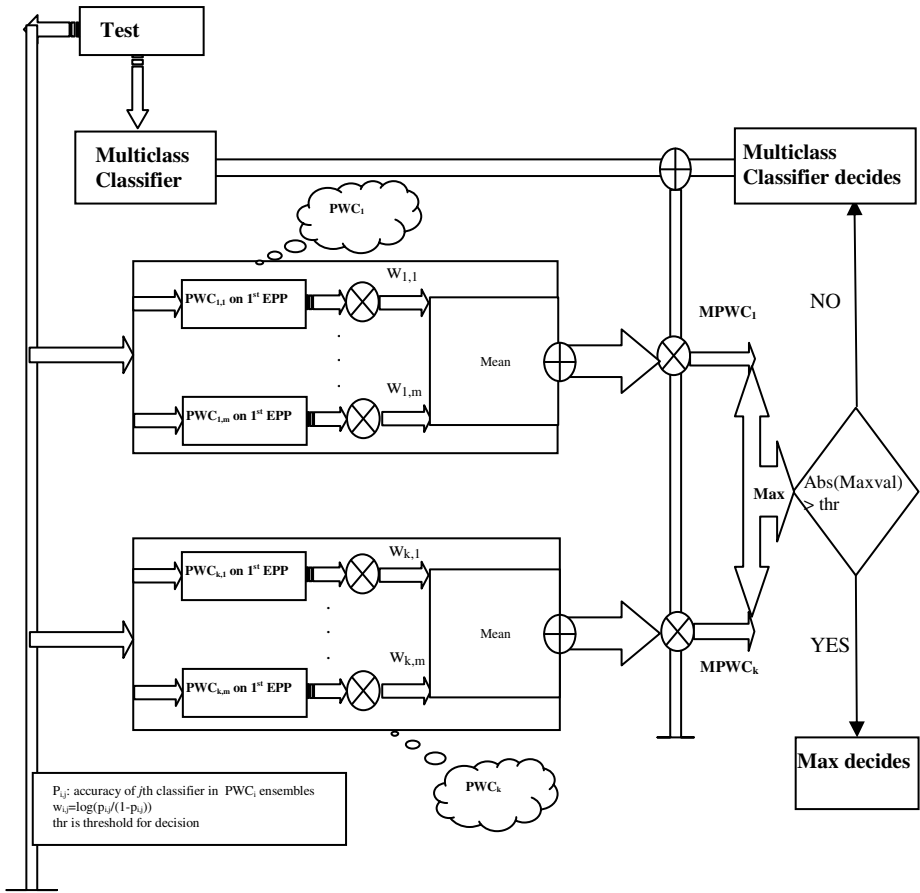 Test
Multiclass
Classifier
Multiclass
Classifier decides
PWC1
PWC1,1 on 1st EPP
W1,1
NO
MPWC1
Mean
PWC1,m on 1st EPP
W1,m
Max
Abs(Maxval)
> thr
PWCk,1 on 1st EPP
Wk,1
Mean
YES
PWCk,m on 1st EPP
Wk,m
MPWCk
PWCk
Max decides
Pi,j: accuracy of jth classifier in PWCi ensembles
wi,j=log(pi,j/(1-pi,j))
thr is threshold for decision